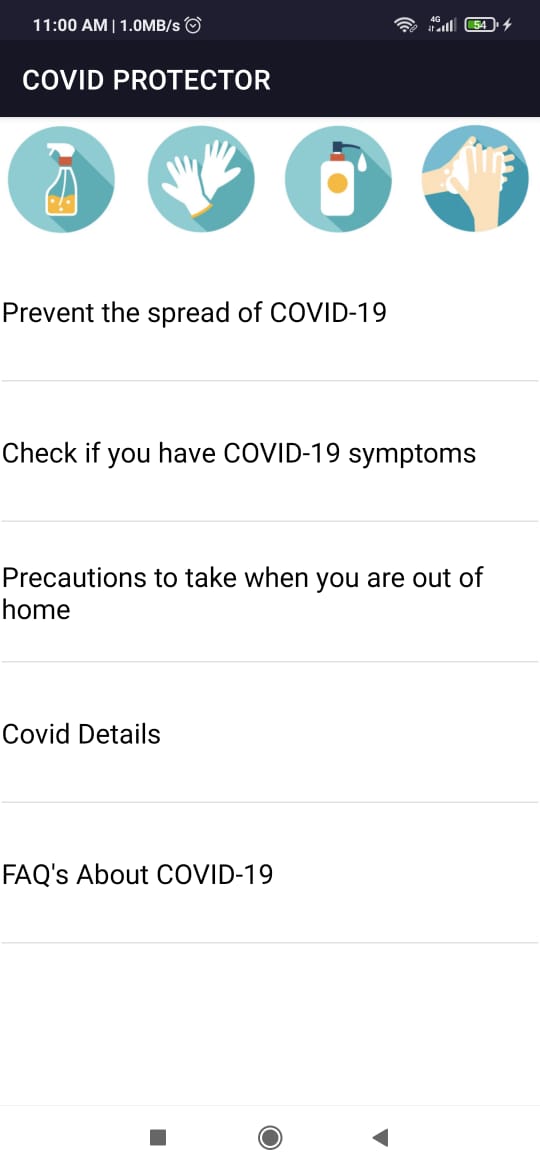 11:00 AM | 1.0MB/s
4G
54
COVID PROTECTOR
Prevent the spread of COVID-19
Check if you have COVID-19 symptoms
Precautions to take when you are out of
home
Covid Details
FAQ's About COVID-19